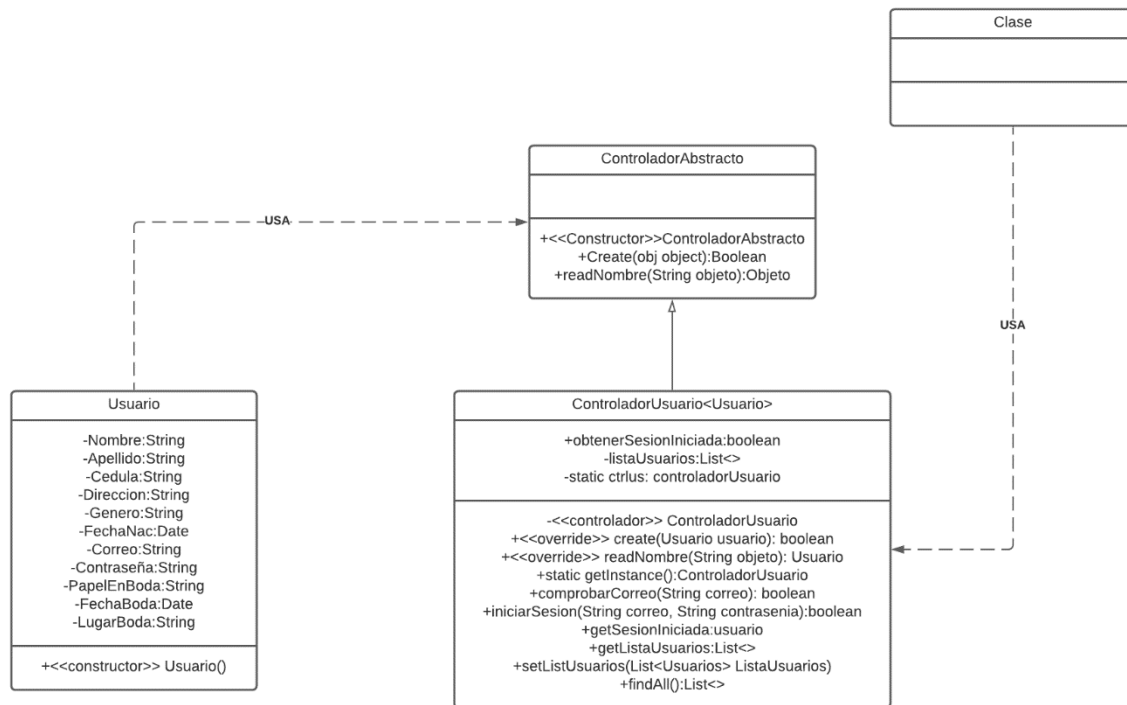 Clase
ControladorAbstracto
+<<Constructor>>ControladorAbstracto
+Create(obj object):Boolean
+readNombre(String objeto):Objeto
USA
USA
Usuario
-Nombre:String
-Apellido:String
-Cedula:String
-Direccion:String
-Genero:String
-FechaNac:Date
-Correo:String
-Contraseña:String
-PapelEnBoda:String
-FechaBoda:Date
-LugarBoda:String
+<<constructor>> Usuario()
ControladorUsuario<Usuario>
+obtenerSesionIniciada:boolean
-listaUsuarios:List<>
-static ctrlus: controladorUsuario
-<<controlador>> ControladorUsuario
+<<override>> create(Usuario usuario): boolean
+<<override>> readNombre(String objeto): Usuario
+static getInstance():ControladorUsuario
+comprobarCorreo(String correo): boolean
+iniciarSesion(String correo, String contrasenia):boolean
+getSesionIniciada:usuario
+getListaUsuarios:List<>
+setListUsuarios(List<Usuarios> ListaUsuarios)
+findAll():List<>